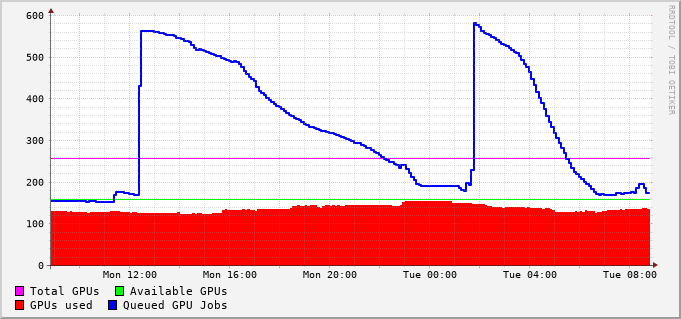 RRDTOOL / TOBI OETIKER
600
500
400
300
200
100
0
Mon 12:00 Mon 16:00 Mon 20:00 Tue 00:00 Tue 04:00 Tue 08:00
Total GPUs Available GPUs
GPUs used Queued GPU Jobs